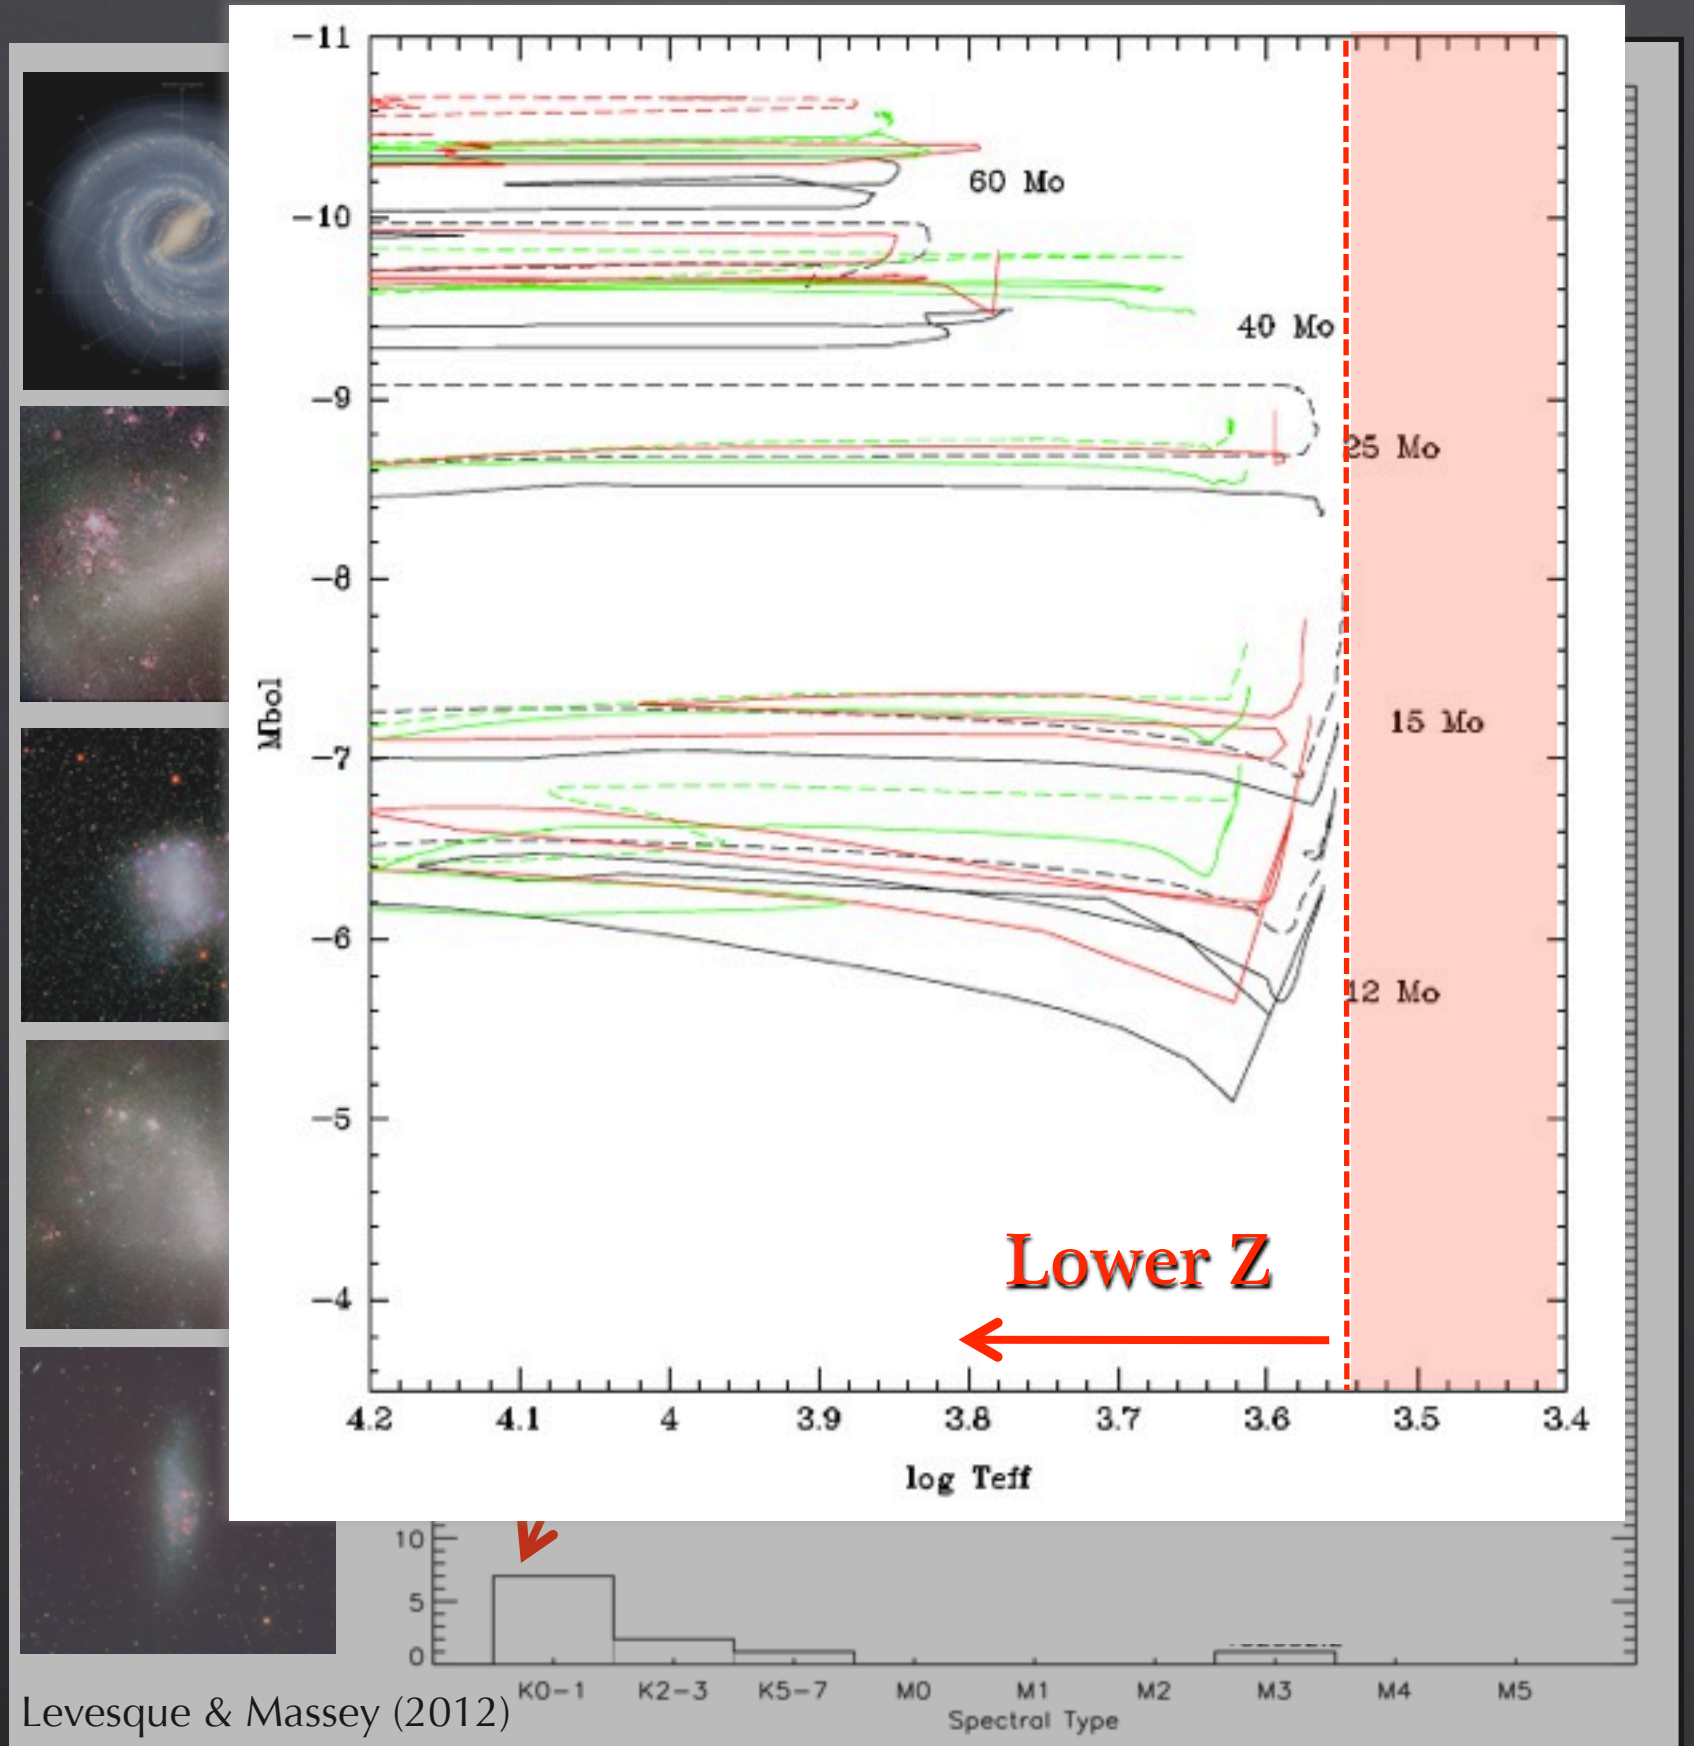 -11
60 Mo
-10
40 Mo
-9
25 Mo
-8
15 Mo
Mbol
-7
-6
12 Mo
-5
Lower Z
-4
4.2 4.1 4 3.9 3.8 3.7 3.6 3.5 3.4
log Teff
10
5
0
K0-1 K2-3 K5-7 M0 M1 M2 M3 M4 M5
Spectral Type
Levesque & Massey (2012)